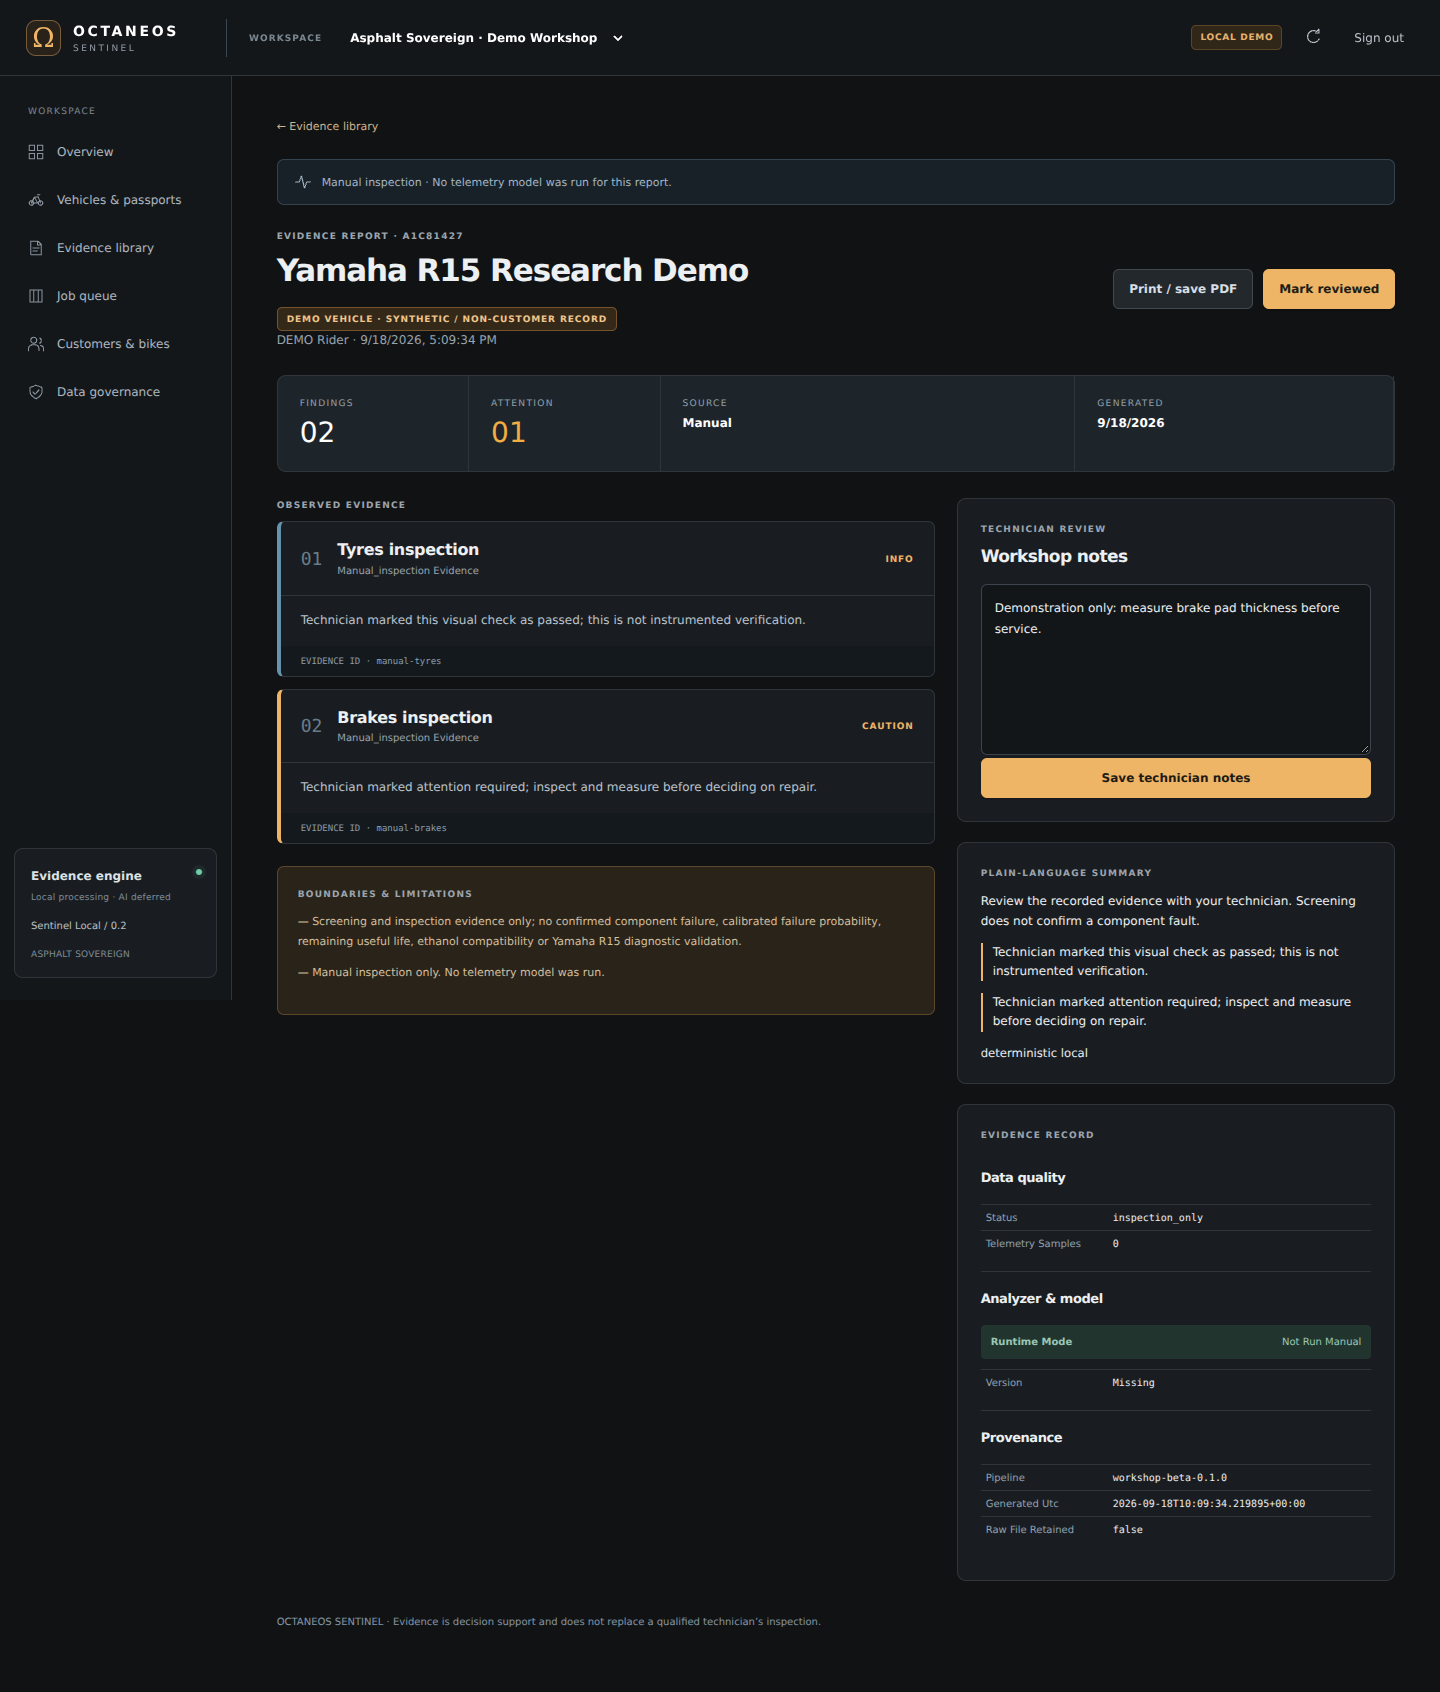 Ω OCTANEOS
SENTINEL
WORKSPACE Asphalt Sovereign · Demo Workshop
LOCAL DEMO
Sign out
WORKSPACE
Overview
Vehicles & passports
Evidence library
Job queue
Customers & bikes
Data governance
Evidence engine
Local processing · AI deferred
Sentinel Local / 0.2
ASPHALT SOVEREIGN
← Evidence library
Manual inspection · No telemetry model was run for this report.
EVIDENCE REPORT · A1C81427
Yamaha R15 Research Demo
DEMO VEHICLE · SYNTHETIC / NON-CUSTOMER RECORD
DEMO Rider · 9/18/2026, 5:09:34 PM
Print / save PDF
Mark reviewed
FINDINGS
02
ATTENTION
01
SOURCE
Manual
GENERATED
9/18/2026
OBSERVED EVIDENCE
01 Tyres inspection
Manual_inspection Evidence
INFO
Technician marked this visual check as passed; this is not instrumented verification.
EVIDENCE ID · manual-tyres
02 Brakes inspection
Manual_inspection Evidence
CAUTION
Technician marked attention required; inspect and measure before deciding on repair.
EVIDENCE ID · manual-brakes
BOUNDARIES & LIMITATIONS
— Screening and inspection evidence only; no confirmed component failure, calibrated failure probability,
remaining useful life, ethanol compatibility or Yamaha R15 diagnostic validation.
— Manual inspection only. No telemetry model was run.
TECHNICIAN REVIEW
Workshop notes
Demonstration only: measure brake pad thickness before
service.
Save technician notes
PLAIN-LANGUAGE SUMMARY
Review the recorded evidence with your technician. Screening
does not confirm a component fault.
Technician marked this visual check as passed; this is not
instrumented verification.
Technician marked attention required; inspect and measure
before deciding on repair.
deterministic local
EVIDENCE RECORD
Data quality
Status inspection_only
Telemetry Samples 0
Analyzer & model
Runtime Mode Not Run Manual
Version Missing
Provenance
Pipeline workshop-beta-0.1.0
Generated Utc 2026-09-18T10:09:34.219895+00:00
Raw File Retained false
OCTANEOS SENTINEL · Evidence is decision support and does not replace a qualified technician’s inspection.